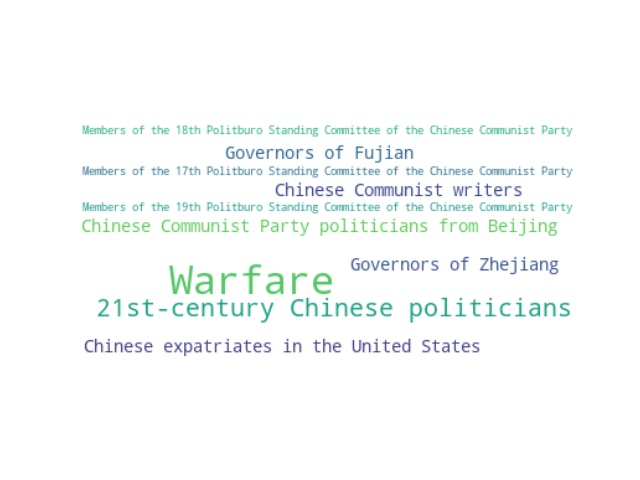 Members of the 18th Politburo Standing Committee of the Chinese Communist Party
Governors of Fujian
Members of the 17th Politburo Standing Committee of the Chinese Communist Party
Chinese Communist writers
Members of the 19th Politburo Standing Committee of the Chinese Communist Party
Chinese Communist Party politicians from Beijing
Governors of Zhejiang
Warfare
21st-century Chinese politicians
Chinese expatriates in the United States